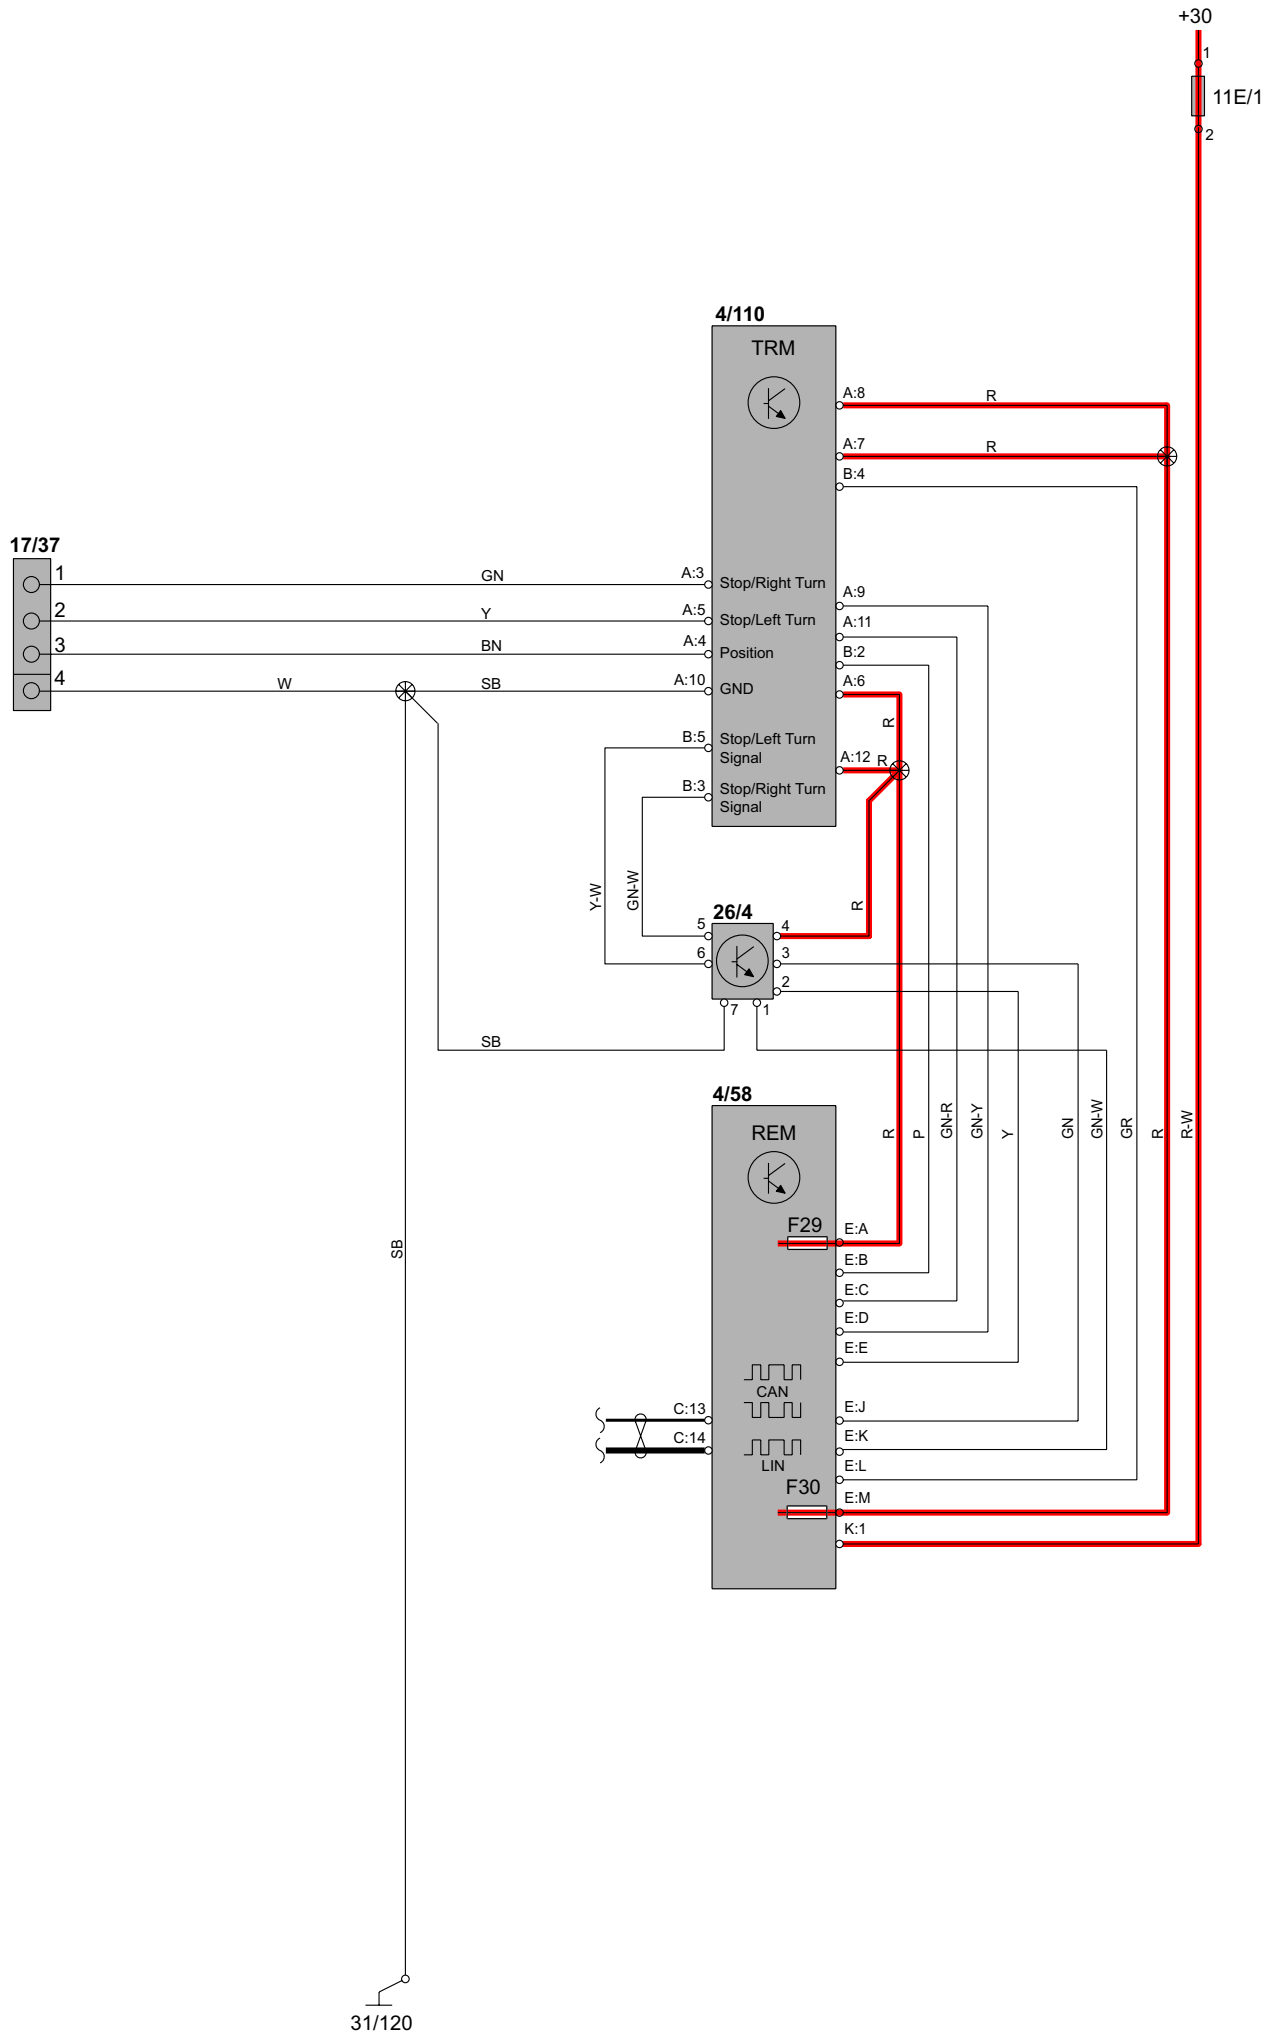 +30
1
11E/1
2
4/110
TRM
A:8
R
A:7
R
B:4
17/37
1
GN
A:3
Stop/Right Turn
A:9
2
Y
A:5
Stop/Left Turn
A:11
3
BN
A:4
Position
B:2
4
W
SB
A:10
GND
A:6
R
B:5
Stop/Left Turn
Signal
A:12
R
B:3
Stop/Right Turn
Signal
Y-W
GN-W
R
26/4
5
4
6
3
2
7
1
SB
4/58
REM
R
P
GN-R
GN-Y
Y
GN
GN-W
GR
R
R-W
F29
E:A
SB
E:B
E:C
E:D
E:E
CAN
C:13
E:J
C:14
E:K
LIN
E:L
F30
E:M
K:1
31/120